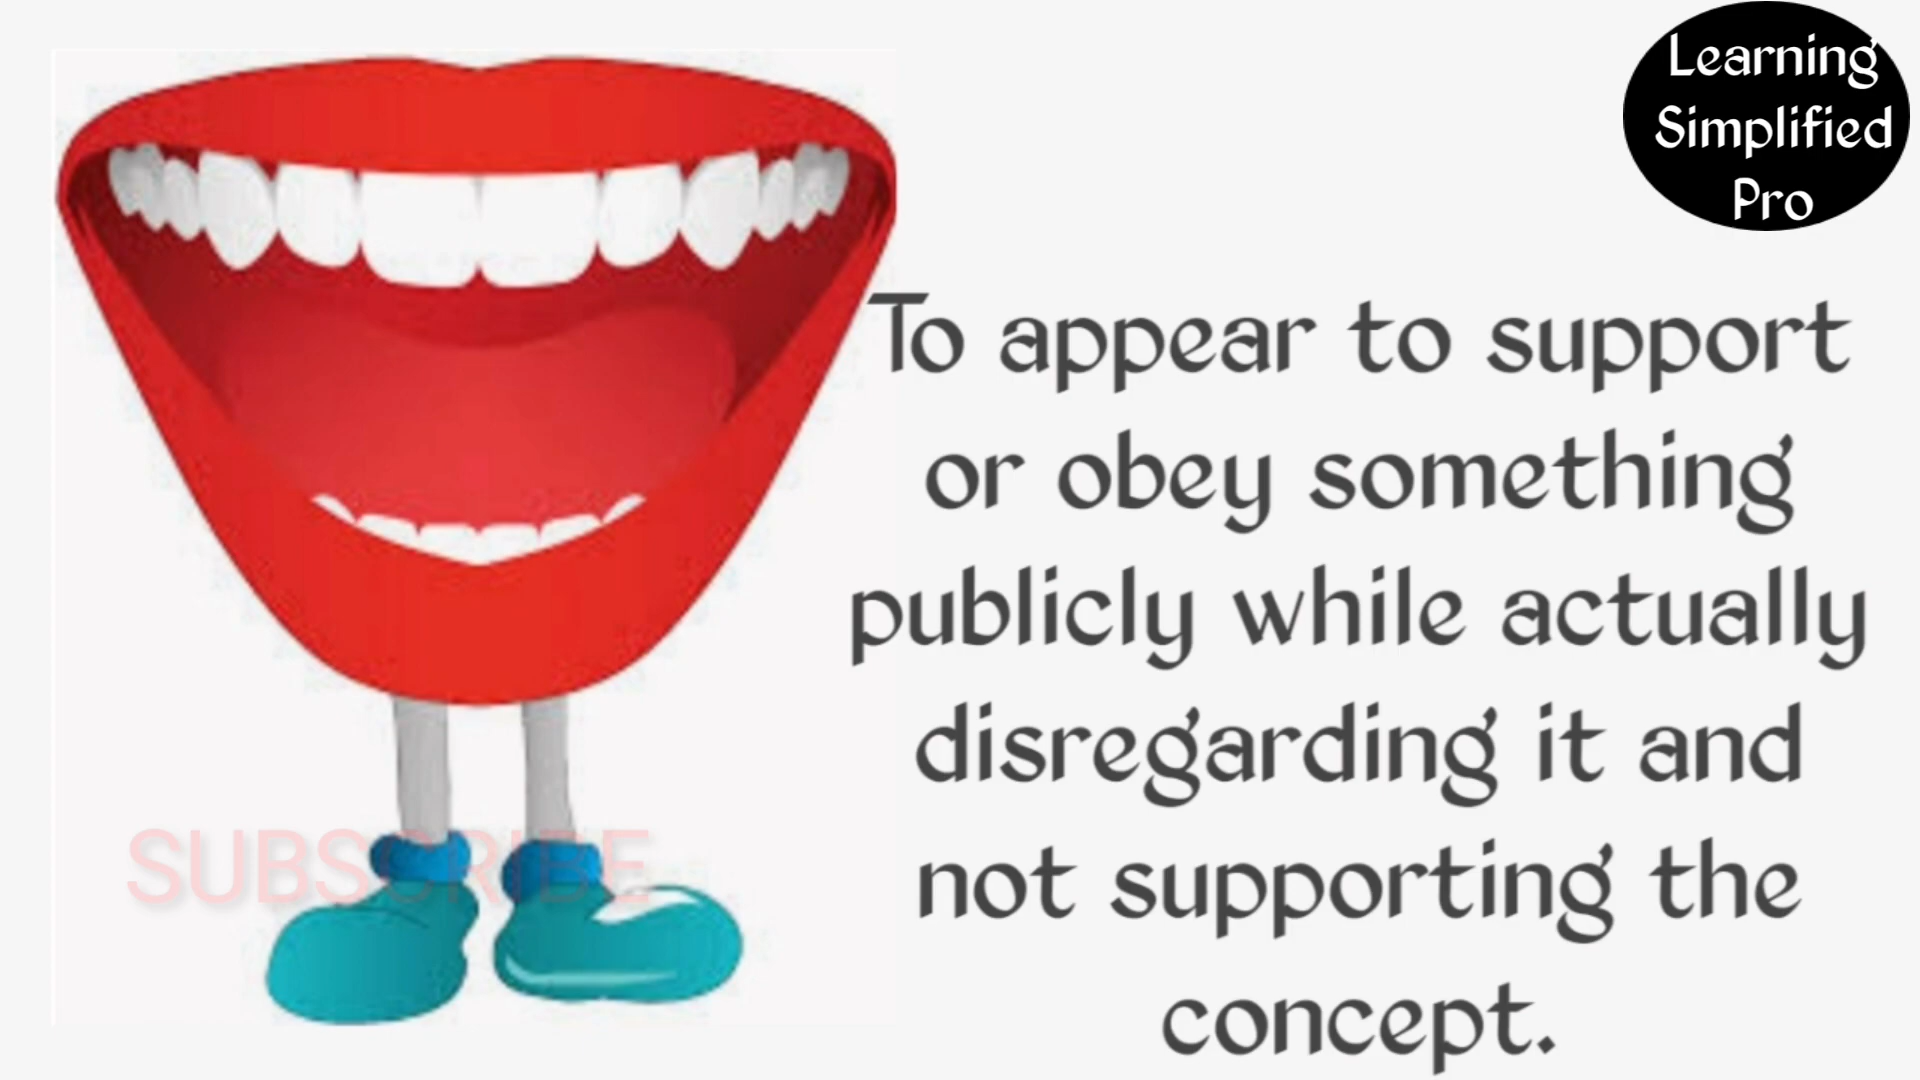 Learning
Simplified
Pro
To appear to support
or obey something
publicly while actually
disregarding it and
not supporting the
concept.
SUBSCRIBE